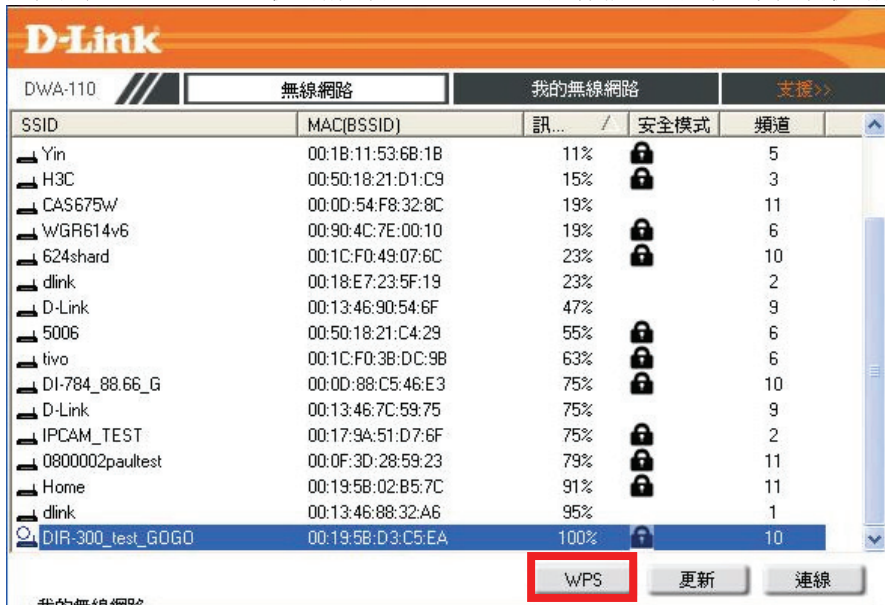 D-Link
DWA-110 無線網路 我的無線網路 支援>>
SSID MAC(BSSID) 訊... 安全模式 頻道
Yin 00:1B:11:53:6B:1B 11% 5
H3C 00:50:18:21:D1:C9 15% 3
CAS675W 00:0D:54:F8:32:8C 19% 11
WGR614v6 00:90:4C:7E:00:10 19% 6
624shard 00:1C:F0:49:07:6C 23% 10
dlink 00:18:E7:23:5F:19 23% 2
D-Link 00:13:46:90:54:6F 47% 9
5006 00:50:18:21:C4:29 55% 6
tivo 00:1C:F0:3B:DC:9B 63% 6
DI-784_88.66_G 00:0D:88:C5:46:E3 75% 10
D-Link 00:13:46:7C:59:75 75% 9
IPCAM_TEST 00:17:9A:51:D7:6F 75% 2
0800002paultest 00:0F:3D:28:59:23 79% 11
Home 00:19:5B:02:B5:7C 91% 11
dlink 00:13:46:88:32:A6 95% 1
DIR-300_test_GOGO 00:19:5B:D3:C5:EA 100% 10
WPS 更新 連線
我的無線網路